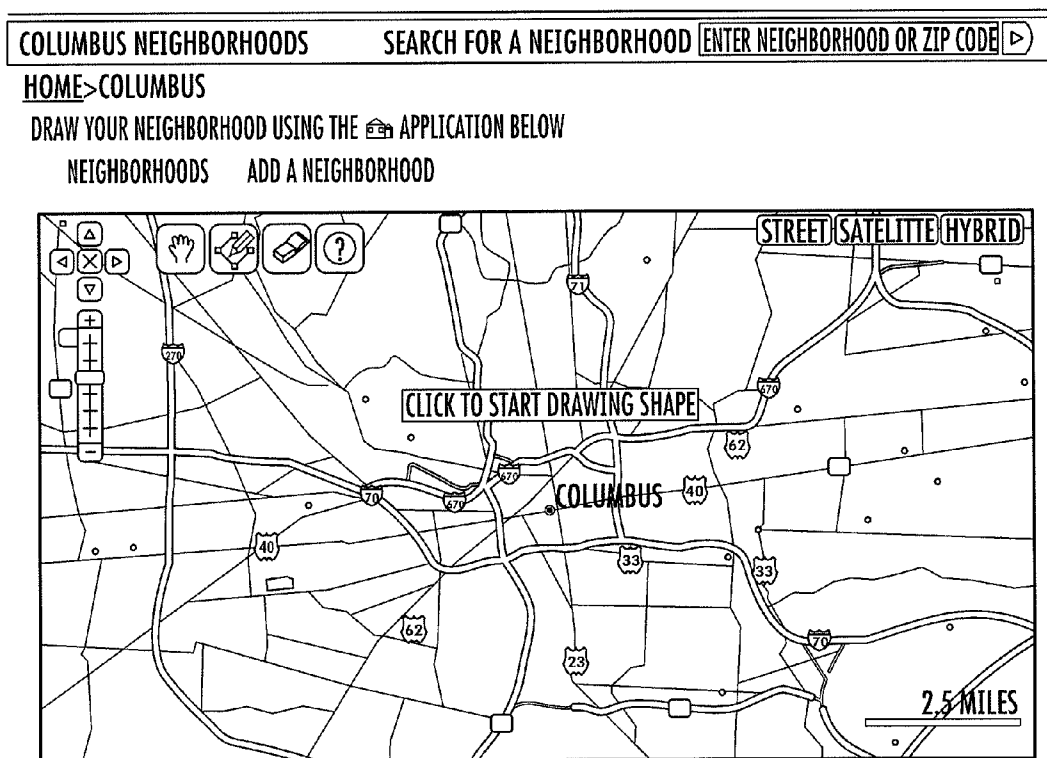 COLUMBUS NEIGHBORHOODS SEARCH FOR A NEIGHBORHOOD ENTER NEIGHBORHOOD OR ZIP CODE
HOME>COLUMBUS
DRAW YOUR NEIGHBORHOOD USING THE APPLICATION BELOW
NEIGHBORHOODS ADD A NEIGHBORHOOD
STREET SATELITTE HYBRID
?
71
+
270
670
CLICK TO START DRAWING SHAPE
62
-
670
70
670
COLUMBUS
40
40
33
33
62
70
23
2.5 MILES